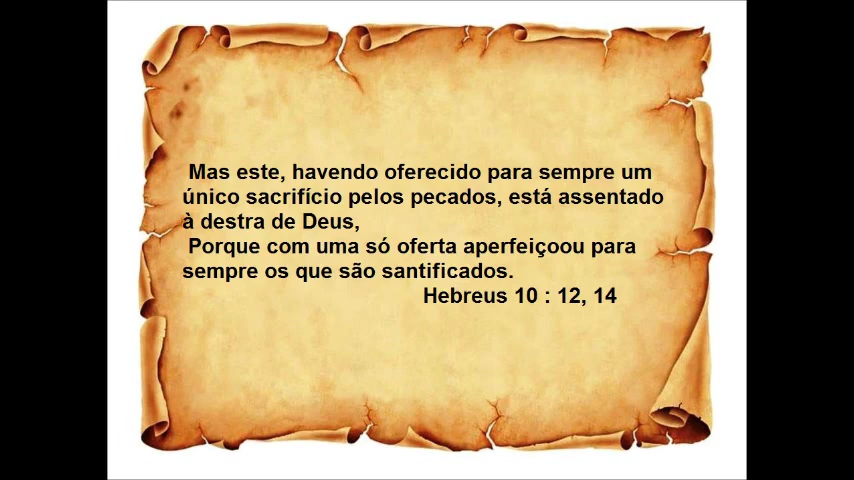 Mas este, havendo oferecido para sempre um
único sacrifício pelos pecados, está assentado
à destra de Deus,
Porque com uma só oferta aperfeiçoou para
sempre os que são santificados.
Hebreus 10 : 12, 14